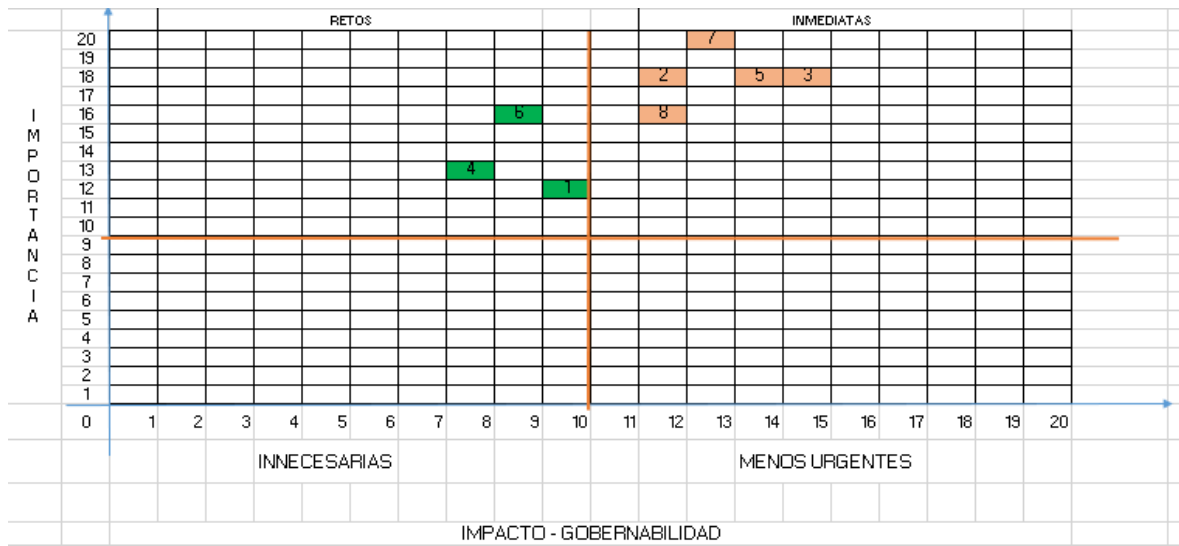 RETOS INMEDIATAS
20 7
19
18 2 5 3
17
16 6 8
15
14
13 4
12 1
11
10
9
8
7
6
5
4
3
2
1
IMPORTANCIA
0 1 2 3 4 5 6 7 8 9 10 11 12 13 14 15 16 17 18 19 20
INNECESARIAS MENOS URGENTES
IMPACTO - GOBERNABILIDAD